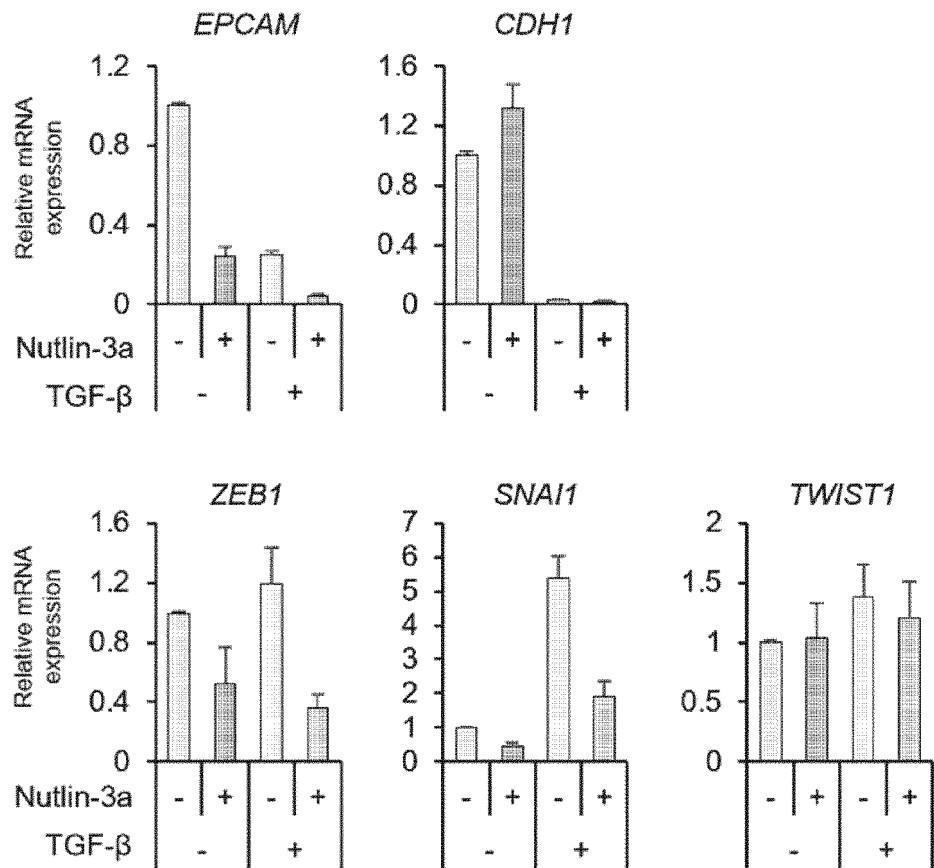 EPCAM CDH1
Relative mRNA
expression
1.2
0.8
0.4
0
1.6
1.2
0.8
0.4
0
Nutlin-3a - + - + - + - +
TGF-β - + - +
ZEB1 SNAI1 TWIST1
Relative mRNA
expression
1.6
1.2
0.8
0.4
0
7
6
5
4
3
2
1
0
2
1.5
1
0.5
0
Nutlin-3a - + - + - + - + - + - +
TGF-β - + - + - +